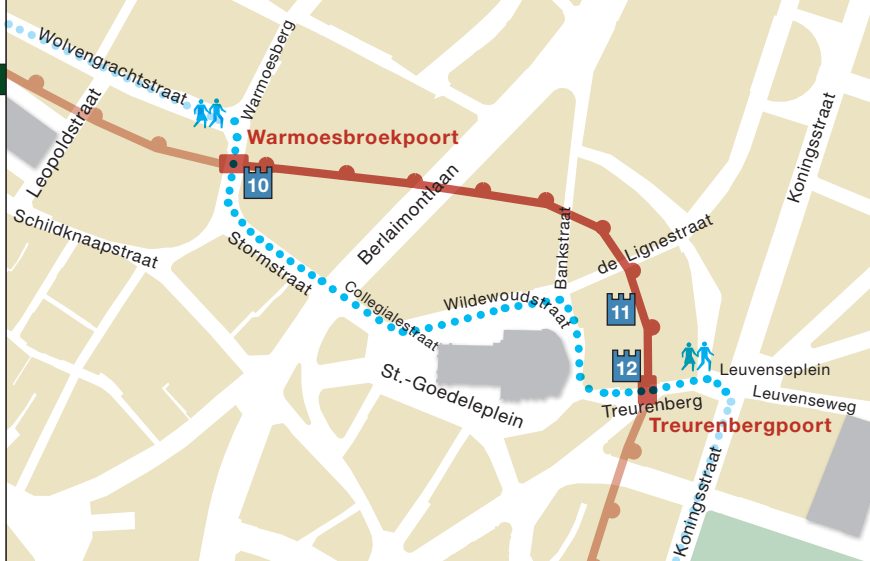 Wolvengrachtstraat
Warmoesberg
Leopoldstraat
Warmoesbroekpoort
10
Koningsstraat
Schildknaapstraat
Stormstraat
Berlaimontlaan
Bankstraat
de Lignestraat
Collegialestraat
Wildewoudstraat
11
12
St.-Goedeleplein
Leuvenseplein
Leuvenseweg
Treurenberg
Treurenbergpoort
Koningsstraat